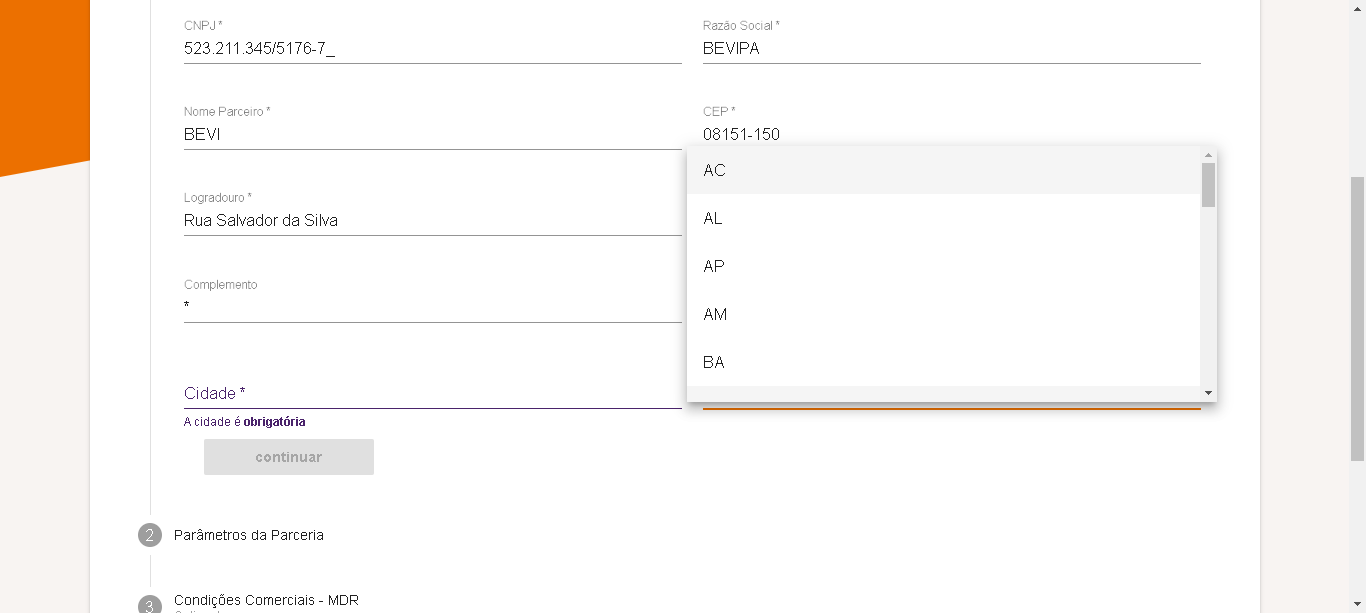 CNPJ *
523.211.345/5176-7_
Razão Social *
BEVIPA
Nome Parceiro *
BEVI
CEP *
08151-150
Logradouro *
Rua Salvador da Silva
AC
AL
AP
AM
BA
Complemento
*
Cidade *
A cidade é obrigatória
continuar
2 Parâmetros da Parceria
3 Condições Comerciais - MDR